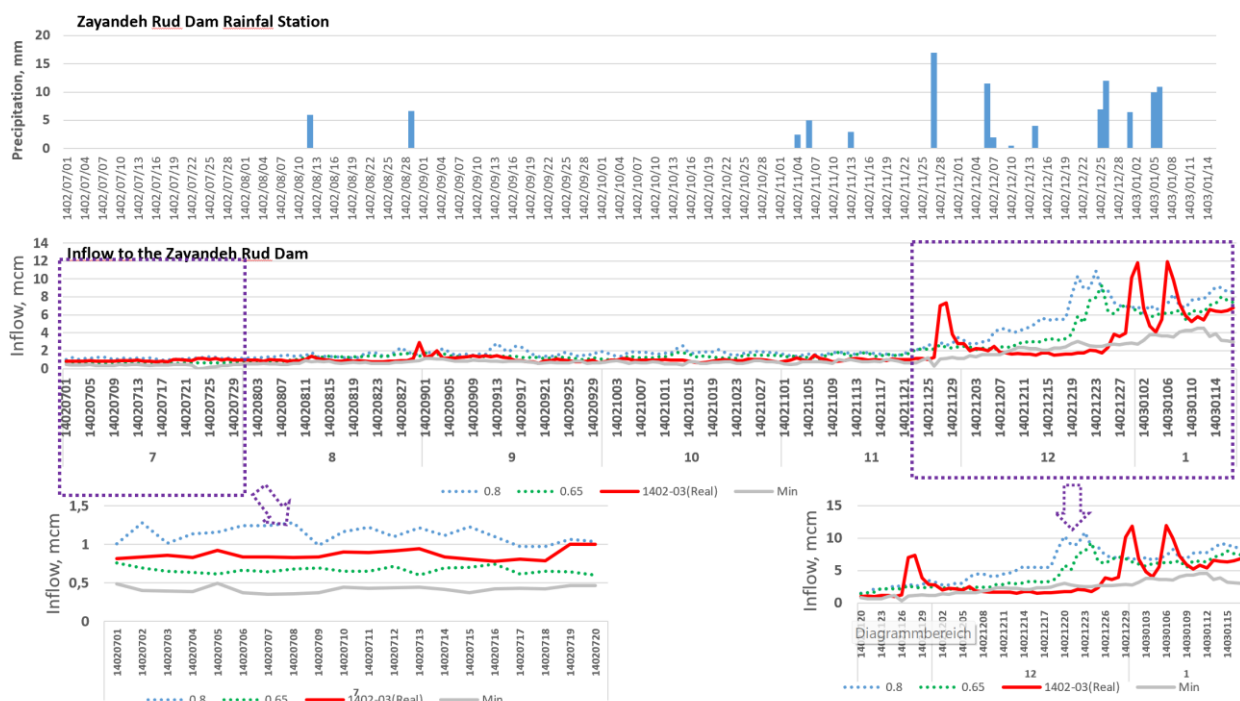 Zayandeh Rud Dam Rainfal Station
Precipitation, mm
20
15
10
5
0
1402/07/01 1402/07/04 1402/07/07 1402/07/10 1402/07/13 1402/07/16 1402/07/19 1402/07/22 1402/07/25 1402/07/28 1402/08/01 1402/08/04 1402/08/07 1402/08/10 1402/08/13 1402/08/16 1402/08/19 1402/08/22 1402/08/25 1402/08/28 1402/09/01 1402/09/04 1402/09/07 1402/09/10 1402/09/13 1402/09/16 1402/09/19 1402/09/22 1402/09/25 1402/09/28 1402/10/01 1402/10/04 1402/10/07 1402/10/10 1402/10/13 1402/10/16 1402/10/19 1402/10/22 1402/10/25 1402/10/28 1402/11/01 1402/11/04 1402/11/07 1402/11/10 1402/11/13 1402/11/16 1402/11/19 1402/11/22 1402/11/25 1402/11/28 1402/12/01 1402/12/04 1402/12/07 1402/12/10 1402/12/13 1402/12/16 1402/12/19 1402/12/22 1402/12/25 1402/12/28 1403/01/02 1403/01/05 1403/01/08 1403/01/11 1403/01/14
Inflow to the Zayandeh Rud Dam
Inflow, mcm
14
12
10
8
6
4
2
0
14020701 14020705 14020709 14020713 14020717 14020721 14020725 14020729 14020803 14020807 14020811 14020815 14020819 14020823 14020827 14020901 14020905 14020909 14020913 14020917 14020921 14020925 14020929 14021003 14021007 14021011 14021015 14021019 14021023 14021027 14021101 14021105 14021109 14021113 14021117 14021121 14021125 14021129 14021203 14021207 14021211 14021215 14021219 14021223 14021227 14030102 14030106 14030110 14030114
7 8 9 10 11 12 1
0.8 0.65 1402-03(Real) Min
Inflow, mcm
1,5
1
0,5
0
14020701 14020702 14020703 14020704 14020705 14020706 14020707 14020708 14020709 14020710 14020711 14020712 14020713 14020714 14020715 14020716 14020717 14020718 14020719 14020720
7
0.8 0.65 1402-03(Real) Min
Inflow, mcm
15
10
5
0
14021202 14021205 14021208 14021211 14021214 14021217 14021220 14021223 14021226 14021229 14030103 14030106 14030109 14030112 14030115
Diagrammbereich
12 1
0.8 0.65 1402-03(Real) Min